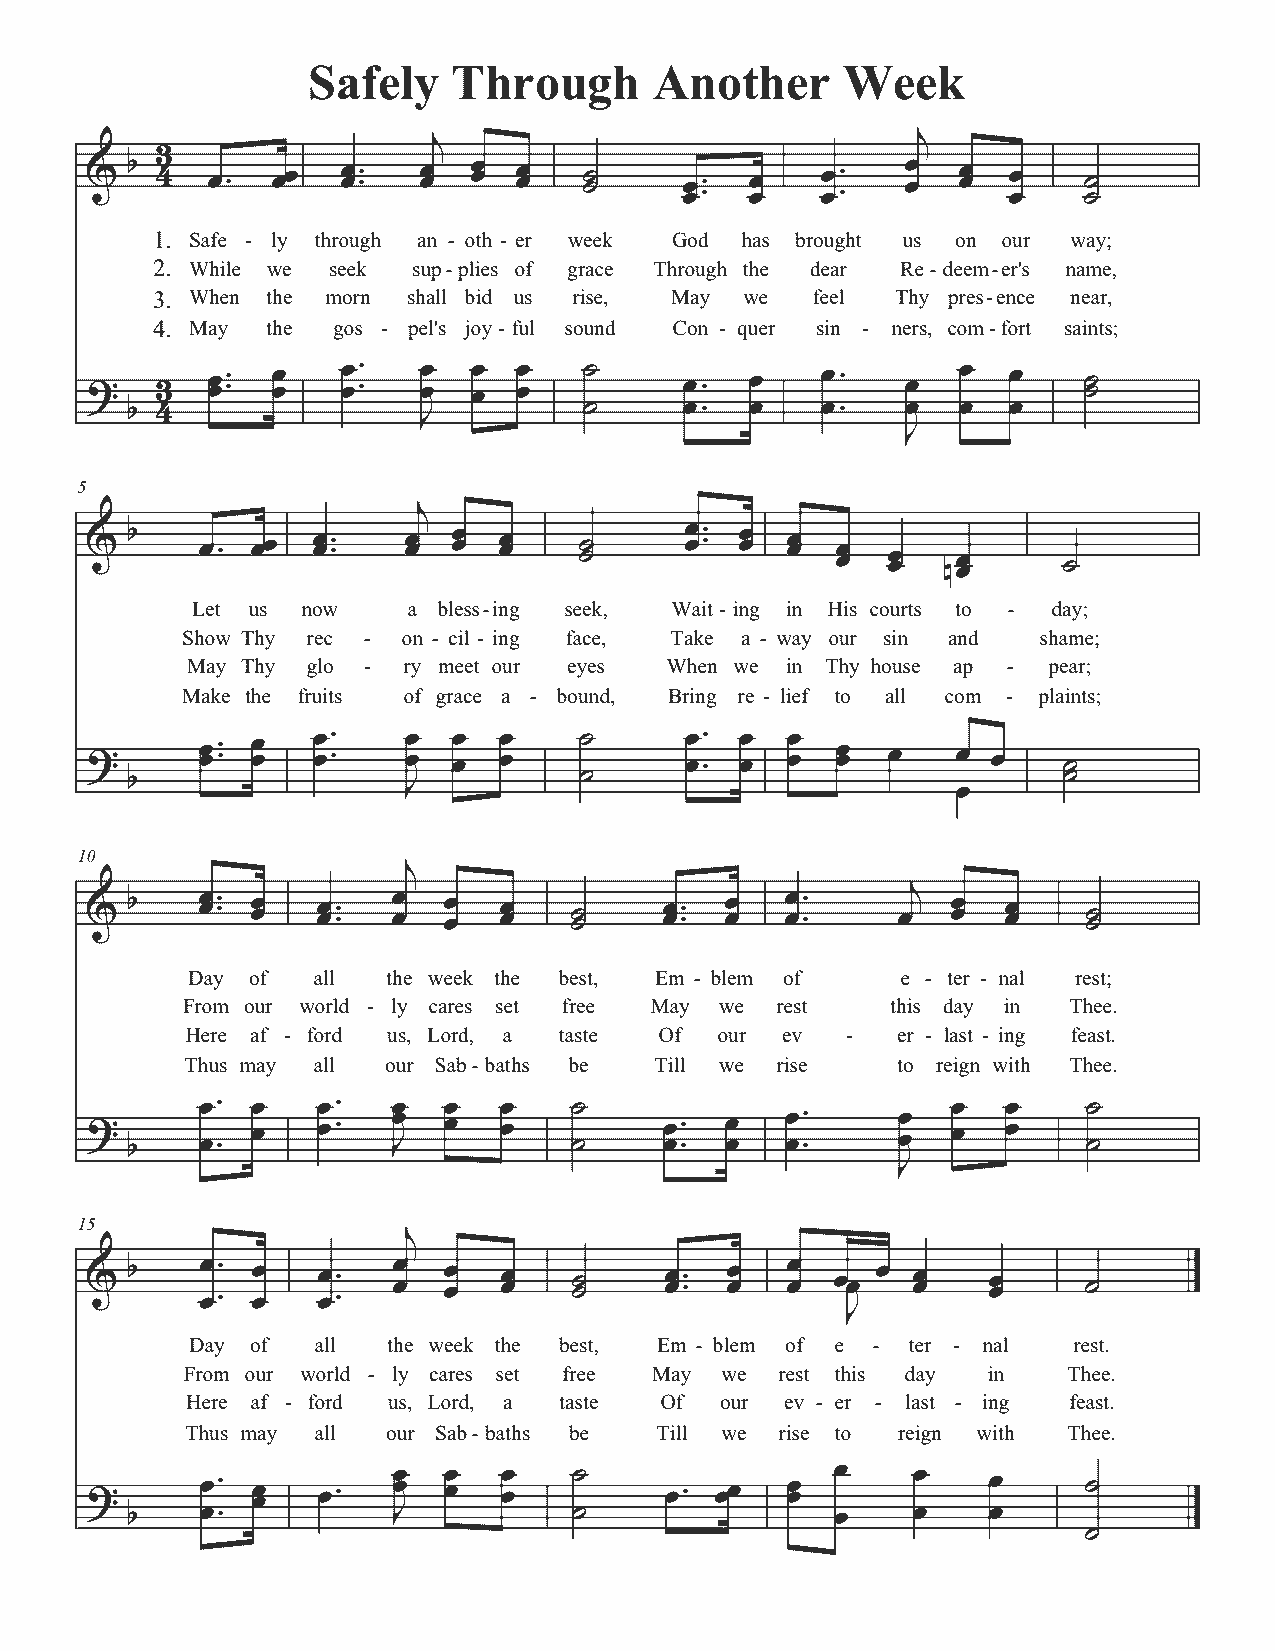 Safely Through Another Week
3
4
1. Safe - ly through an - oth - er week God has brought us on our way;
2. While we seek sup - plies of grace Through the dear Re - deem - er's name,
3. When the morn shall bid us rise, May we feel Thy pres - ence near,
4. May the gos - pel's joy - ful sound Con - quer sin - ners, com - fort saints;
3
4
5
Let us now a bless - ing seek, Wait - ing in His courts to - day;
Show Thy rec - on - cil - ing face, Take a - way our sin and shame;
May Thy glo - ry meet our eyes When we in Thy house ap - pear;
Make the fruits of grace a - bound, Bring re - lief to all com - plaints;
10
Day of all the week the best, Em - blem of e - ter - nal rest;
From our world - ly cares set free May we rest this day in Thee.
Here af - ford us, Lord, a taste Of our ev - er - last - ing feast.
Thus may all our Sab - baths be Till we rise to reign with Thee.
15
Day of all the week the best, Em - blem of e - ter - nal rest.
From our world - ly cares set free May we rest this day in Thee.
Here af - ford us, Lord, a taste Of our ev - er - last - ing feast.
Thus may all our Sab - baths be Till we rise to reign with Thee.